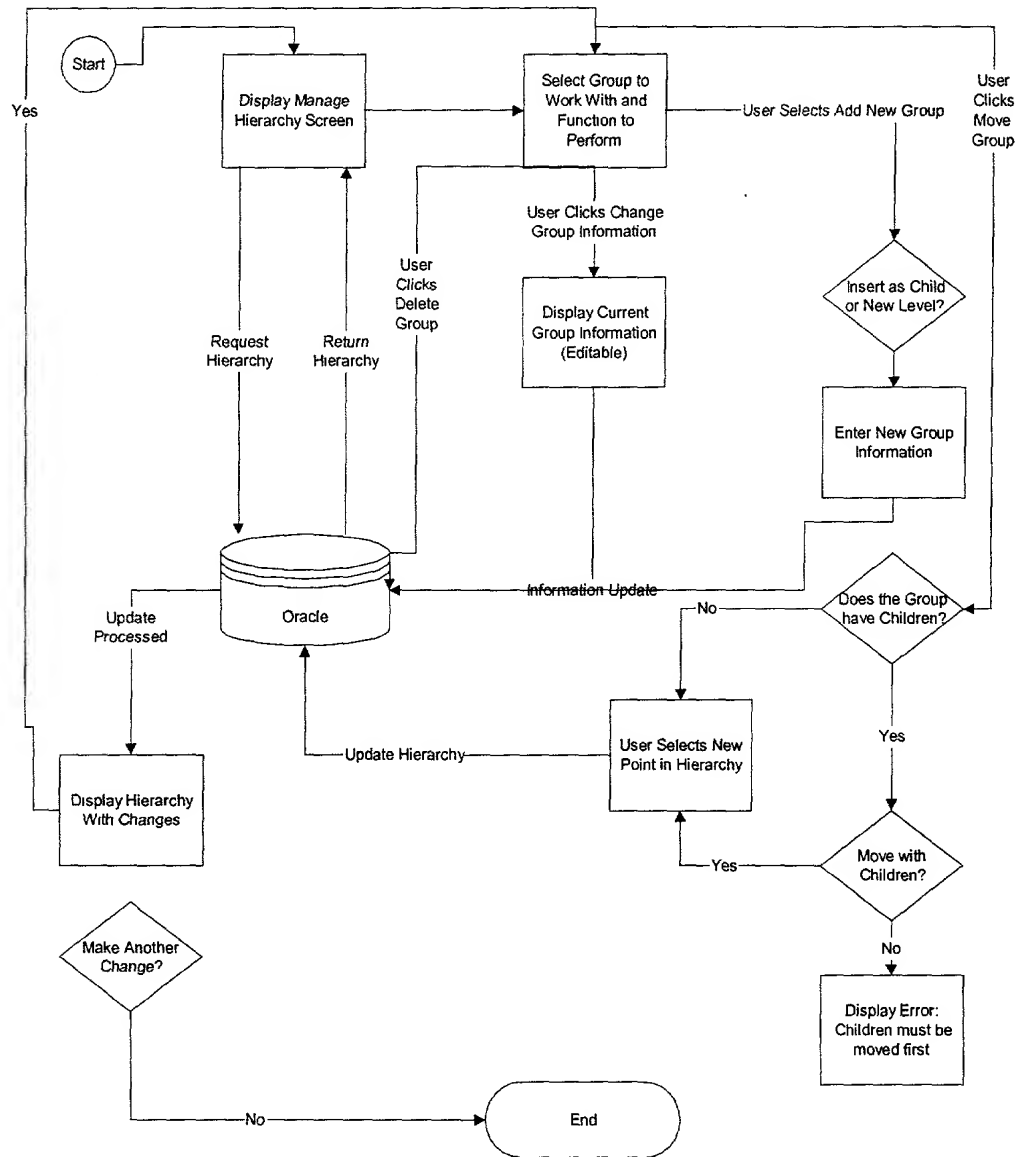 Start
Yes
Display Manage
Hierarchy Screen
Select Group to
Work With and
Function to
Perform
User Selects Add New Group
User
Clicks
Move
Group
User Clicks Change
Group Information
User
Clicks
Delete
Group
Request
Hierarchy
Return
Hierarchy
Display Current
Group Information
(Editable)
Insert as Child
or New Level?
Enter New Group
Information
Oracle
Information Update
Update
Processed
No
Does the Group
have Children?
Update Hierarchy
User Selects New
Point in Hierarchy
Yes
Display Hierarchy
With Changes
Yes
Move with
Children?
Make Another
Change?
No
Display Error:
Children must be
moved first
No
End